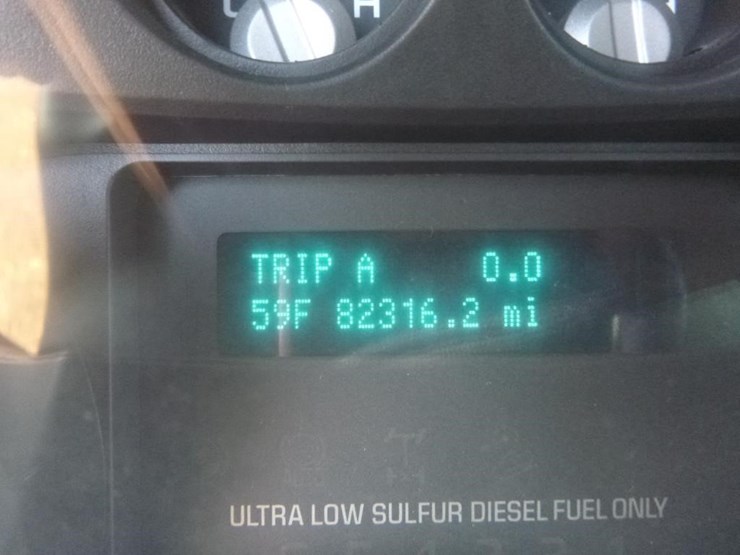 H
TRIP A 0.0
59F 82316.2 mi
ULTRA LOW SULFUR DIESEL FUEL ONLY